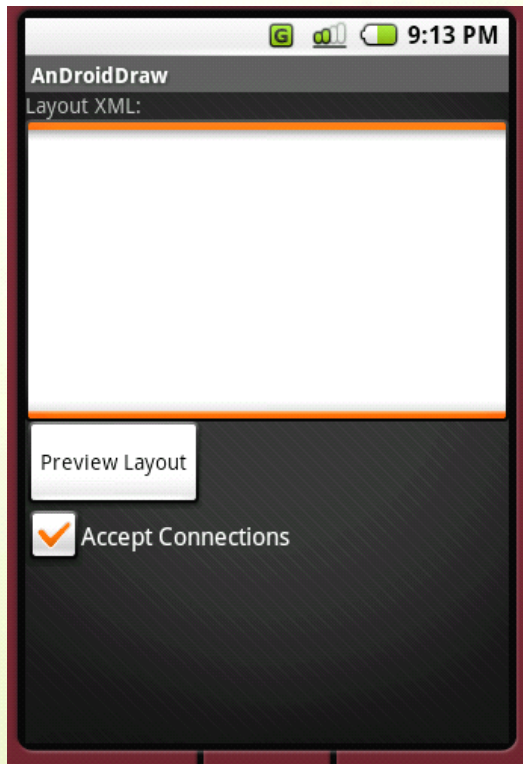 G 9:13 PM
AnDroidDraw
Layout XML:
Preview Layout
Accept Connections